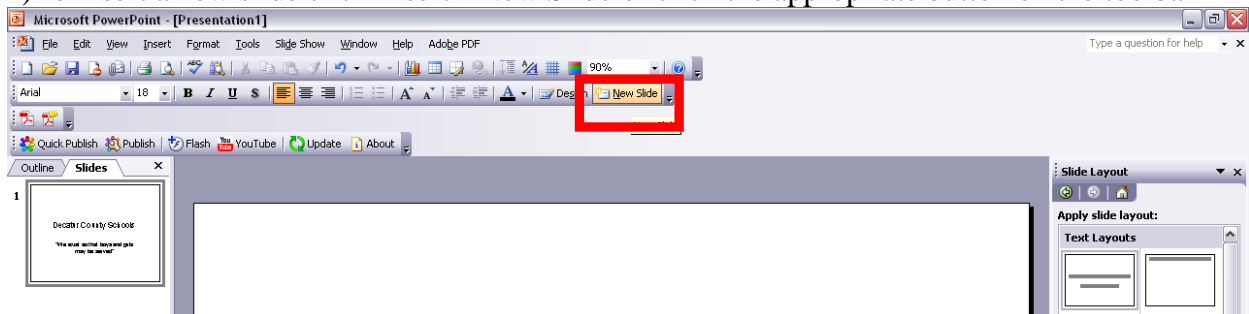 Microsoft PowerPoint - [Presentation1]
File Edit View Insert Format Tools Slide Show Window Help Adobe PDF Type a question for help
90%
Arial 18 B I U S A A A New Slide
Quick Publish Publish Flash You Tube YouTube Update About
Outline Slides
Slide Layout
1
Decatur County Schools
Apply slide layout:
Text Layouts